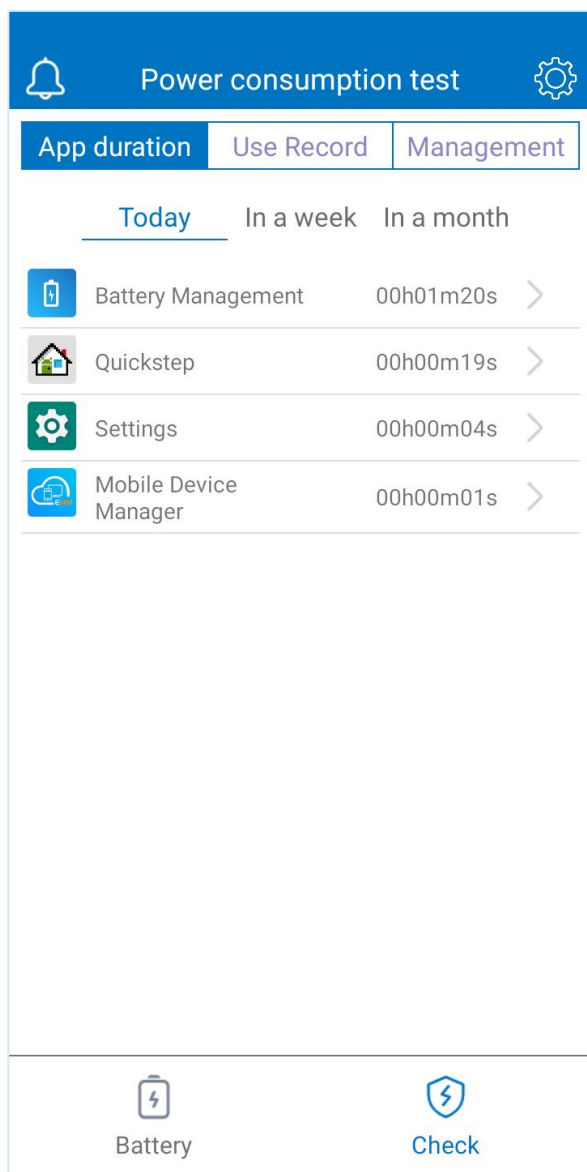 Power consumption test
App duration Use Record Management
Today In a week In a month
Battery Management 00h01m20s
Quickstep 00h00m19s
Settings 00h00m04s
Mobile Device
Manager 00h00m01s
Battery Check